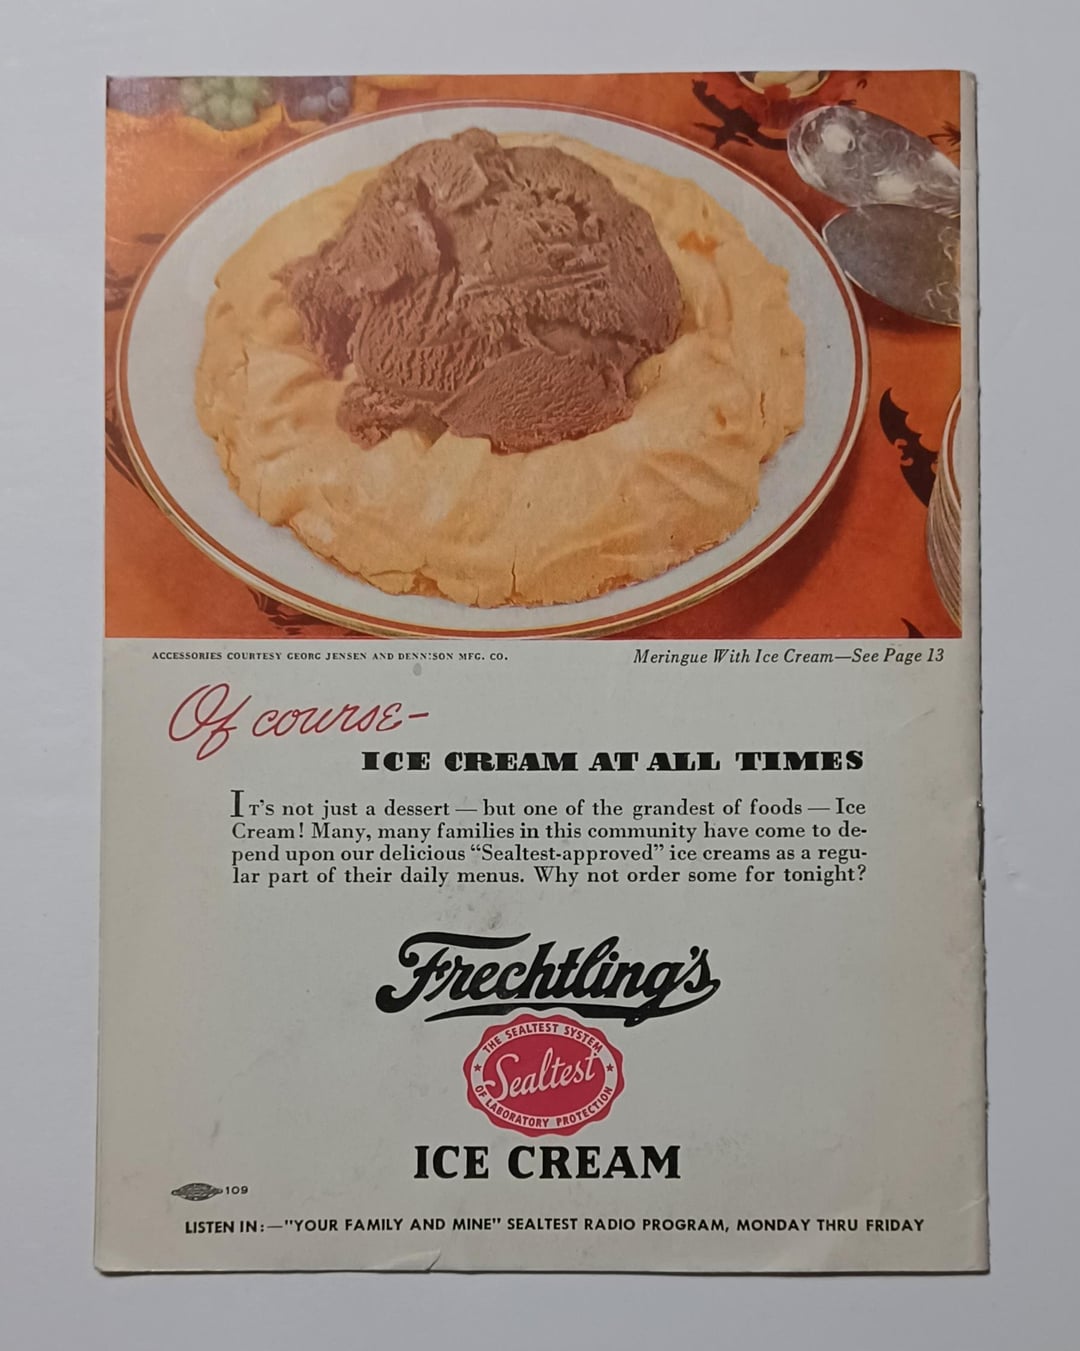 ACCESSORIES COURTESY GEORG JENSEN AND DENNISON MFG. CO.
Meringue With Ice Cream—See Page 13
Of course—
ICE CREAM AT ALL TIMES
IT'S not just a dessert — but one of the grandest of foods — Ice
Cream! Many, many families in this community have come to de-
pend upon our delicious “Sealtest-approved” ice creams as a regu-
lar part of their daily menus. Why not order some for tonight?
Frechtling's
THE SEALTEST SYSTEM
Sealtest
OF LABORATORY PROTECTION
ICE CREAM
109
LISTEN IN:—"YOUR FAMILY AND MINE" SEALTEST RADIO PROGRAM, MONDAY THRU FRIDAY